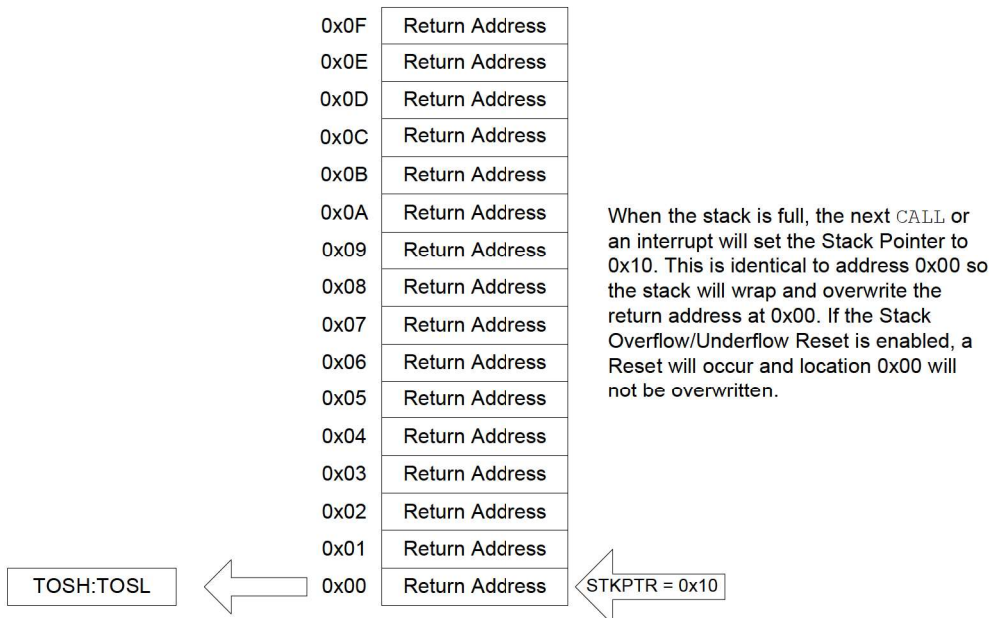 0x0F Return Address
0x0E Return Address
0x0D Return Address
0x0C Return Address
0x0B Return Address
0x0A Return Address
0x09 Return Address
0x08 Return Address
0x07 Return Address
0x06 Return Address
0x05 Return Address
0x04 Return Address
0x03 Return Address
0x02 Return Address
0x01 Return Address
TOSH:TOSL 0x00 Return Address STKPTR = 0x10
When the stack is full, the next CALL or
an interrupt will set the Stack Pointer to
0x10. This is identical to address 0x00 so
the stack will wrap and overwrite the
return address at 0x00. If the Stack
Overflow/Underflow Reset is enabled, a
Reset will occur and location 0x00 will
not be overwritten.